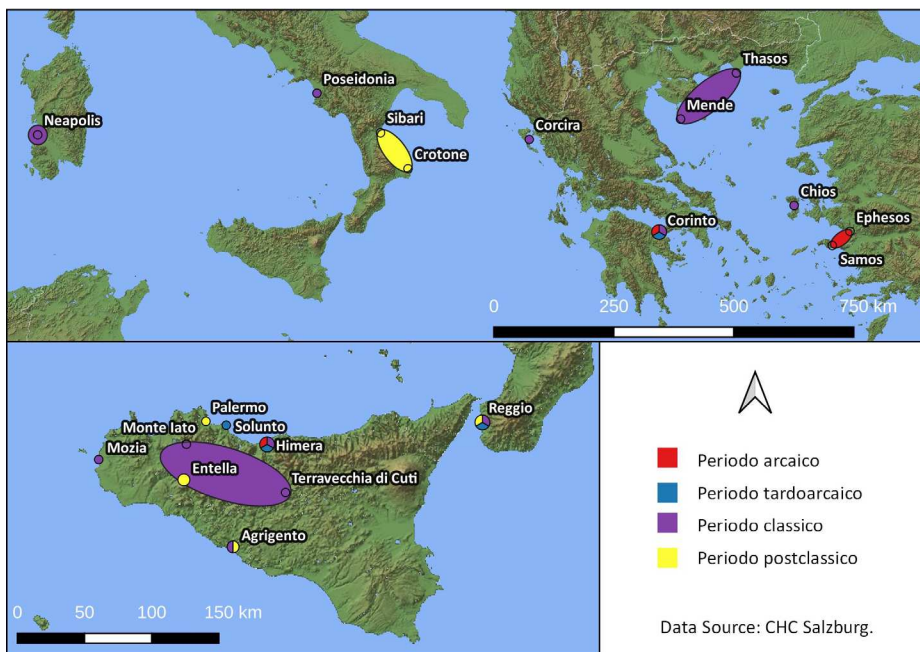 Thasos
Poseidonia
Mende
Neapolis
Sibari
Corcira
Crotone
Chios
Ephesos
Corinto
Samos
0 250 500 750 km
Palermo
Reggio
Monte Iato
Solunto
Mozia
Himera
Entella
Terravecchia di Cuti
Agrigento
0 50 100 150 km
Periodo arcaico
Periodo tardoarcaico
Periodo classico
Periodo postclassico
Data Source: CHC Salzburg.